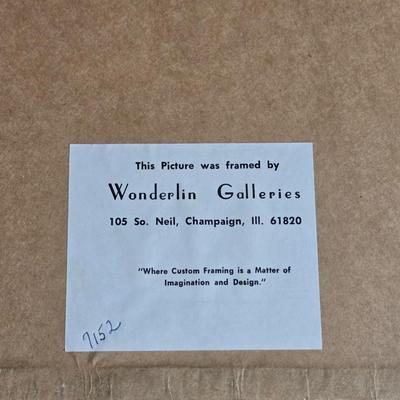 This Picture was framed by
Wonderlin Galleries
105 So. Neil, Champaign, Ill. 61820
"Where Custom Framing is a Matter of
Imagination and Design."
7152